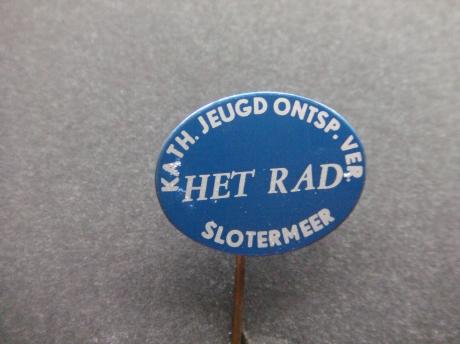 KATH. JEUGD ONTSP. VER.
HET RAD
SLOTERMEER